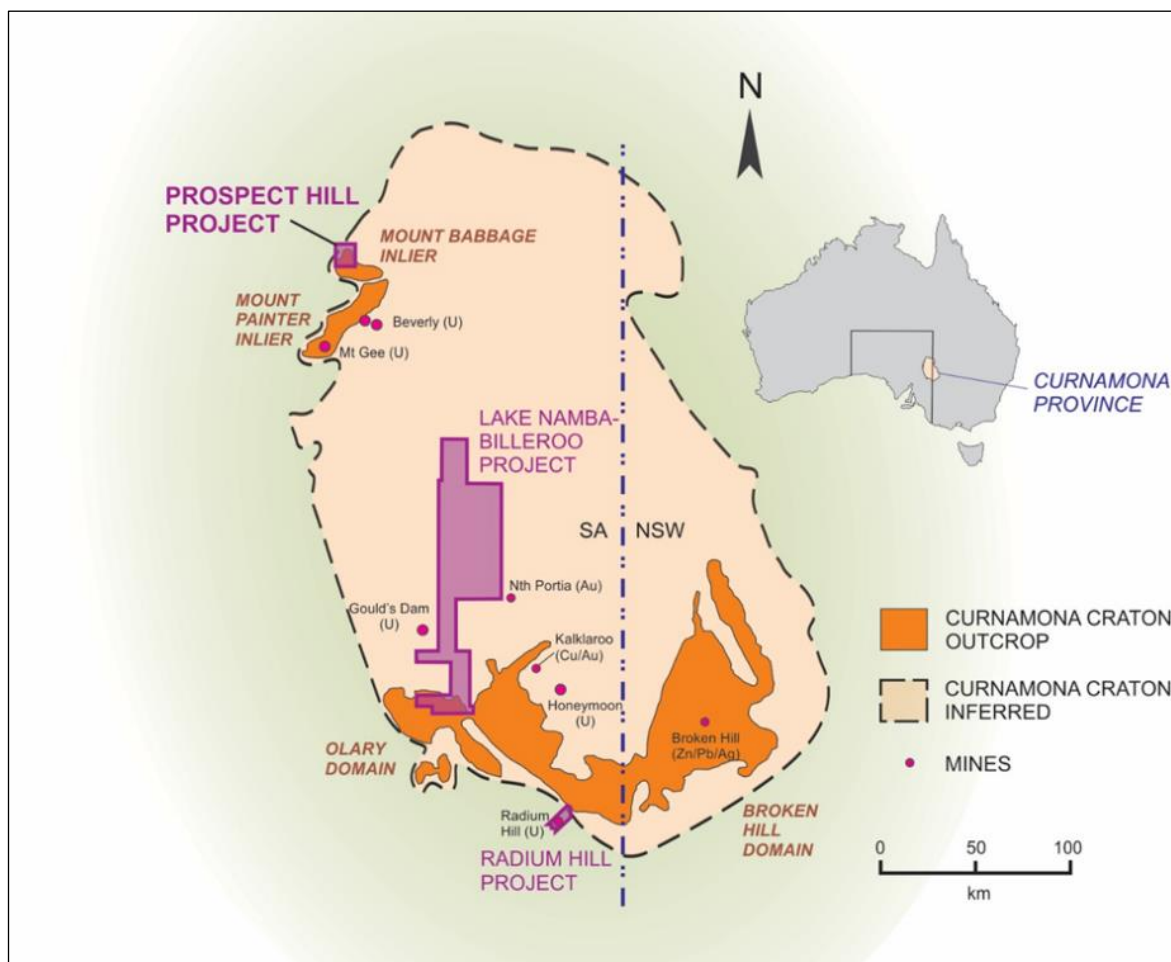 N
PROSPECT HILL
PROJECT
MOUNT BABBAGE
INLIER
MOUNT
PAINTER
INLIER
Beverly (U)
Mt Gee (U)
CURNAMONA
PROVINCE
LAKE NAMBA-
BILLEROO
PROJECT
SA
NSW
Nth Portia (Au)
Gould's Dam
(U)
Kalklaroo
(Cu/Au)
Honeymoon
(U)
Broken Hill
(Zn/Pb/Ag)
OLARY
DOMAIN
Radium
Hill (U)
RADIUM HILL
PROJECT
BROKEN
HILL
DOMAIN
CURNAMONA CRATON
OUTCROP
CURNAMONA CRATON
INFERRED
MINES
0
100
km